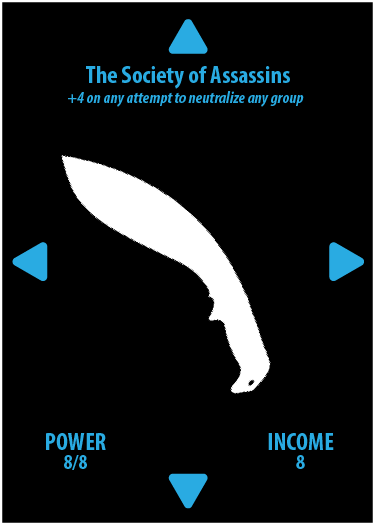 The Society of Assassins
+4 on any attempt to neutralize any group
POWER
8/8
INCOME
8